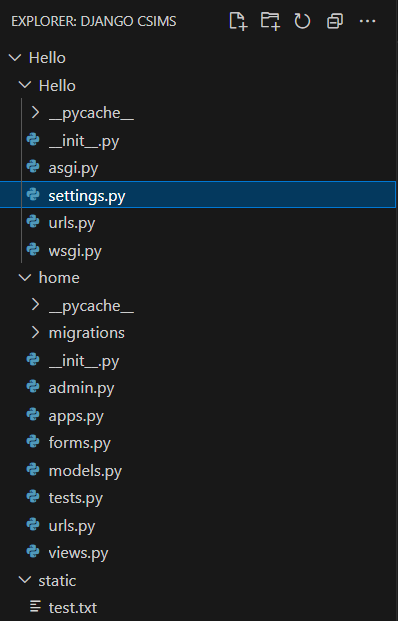 EXPLORER: DJANGO CSIMS
Hello
Hello
__pycache__
__init__.py
asgi.py
settings.py
urls.py
wsgi.py
home
__pycache__
migrations
__init__.py
admin.py
apps.py
forms.py
models.py
tests.py
urls.py
views.py
static
test.txt